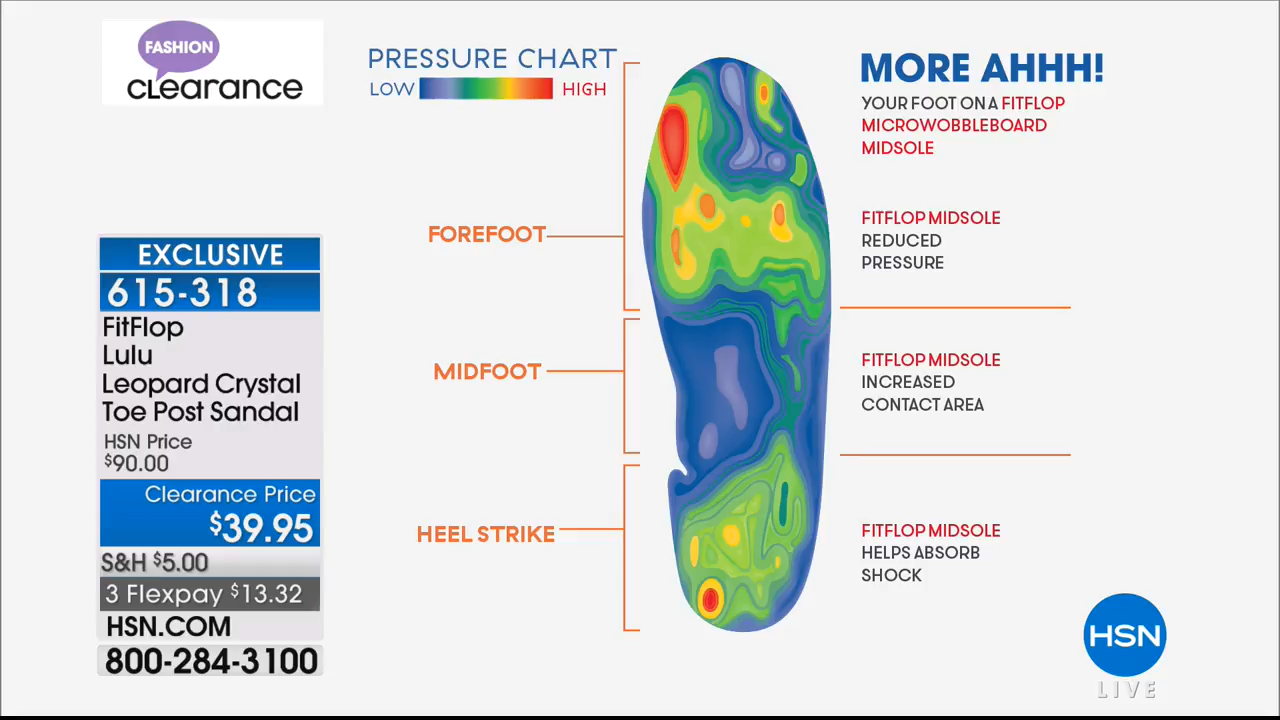 FASHION
cLearance
EXCLUSIVE
615-318
FitFlop
Lulu
Leopard Crystal
Toe Post Sandal
HSN Price
$90.00
Clearance Price
$39.95
S&H $5.00
3 Flexpay $13.32
HSN.COM
800-284-3100
PRESSURE CHART
LOW HIGH
FOREFOOT
MIDFOOT
HEEL STRIKE
MORE AHHH!
YOUR FOOT ON A FITFLOP
MICROWOBBLEBOARD
MIDSOLE
FITFLOP MIDSOLE
REDUCED
PRESSURE
FITFLOP MIDSOLE
INCREASED
CONTACT AREA
FITFLOP MIDSOLE
HELPS ABSORB
SHOCK
HSN
LIVE